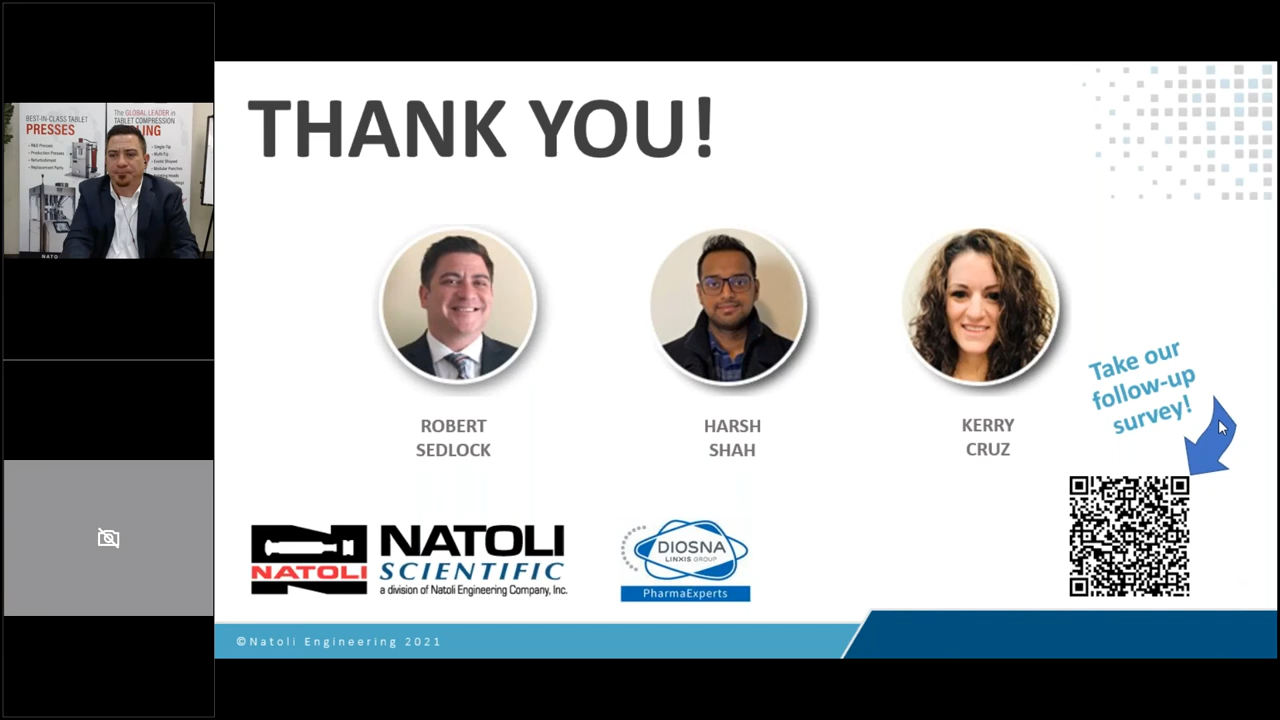 BEST-IN-CLASS TABLET
PRESSES
The GLOBAL LEADER in
TABLET COMPRESSION
NATO
THANK YOU!
Take our
follow-up
survey!
ROBERT
SEDLOCK
HARSH
SHAH
KERRY
CRUZ
NATOLI
NATOLI
SCIENTIFIC
a division of Natoli Engineering Company, Inc.
DIOSNA
LINXIS GROUP
PharmaExperts
©Natoli Engineering 2021